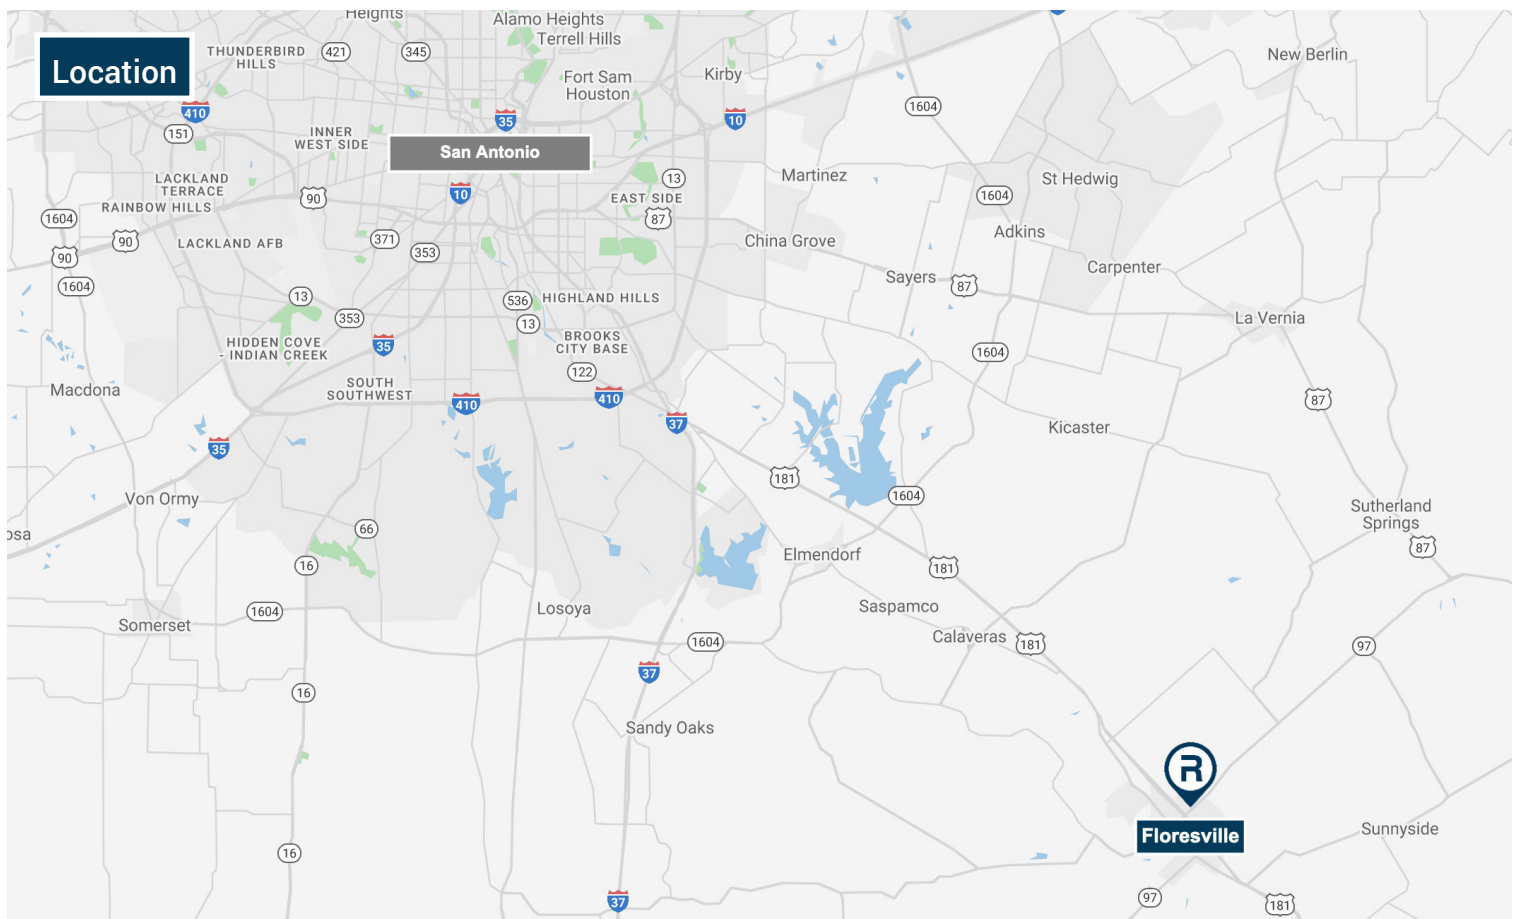 Heights
Alamo Heights
Terrell Hills
Location
THUNDERBIRD
HILLS
421
345
New Berlin
Fort Sam
Houston
Kirby
410
35
10
1604
151
INNER
WEST SIDE
San Antonio
LACKLAND
TERRACE
RAINBOW HILLS
90
10
13
EAST SIDE
87
Martinez
St Hedwig
1604
1604
90
90
LACKLAND AFB
371
353
China Grove
Adkins
1604
13
353
536
HIGHLAND HILLS
13
Sayers
87
Carpenter
La Vernia
HIDDEN COVE
- INDIAN CREEK
35
BROOKS
CITY BASE
122
1604
Macdona
SOUTH
SOUTHWEST
410
410
37
87
Kicaster
35
181
1604
Von Ormy
66
Sutherland
Springs
87
osa
16
Elmendorf
181
1604
Somerset
Losoya
Saspamco
Calaveras
181
97
1604
37
16
Sandy Oaks
R
Floresville
Sunnyside
16
37
97
181